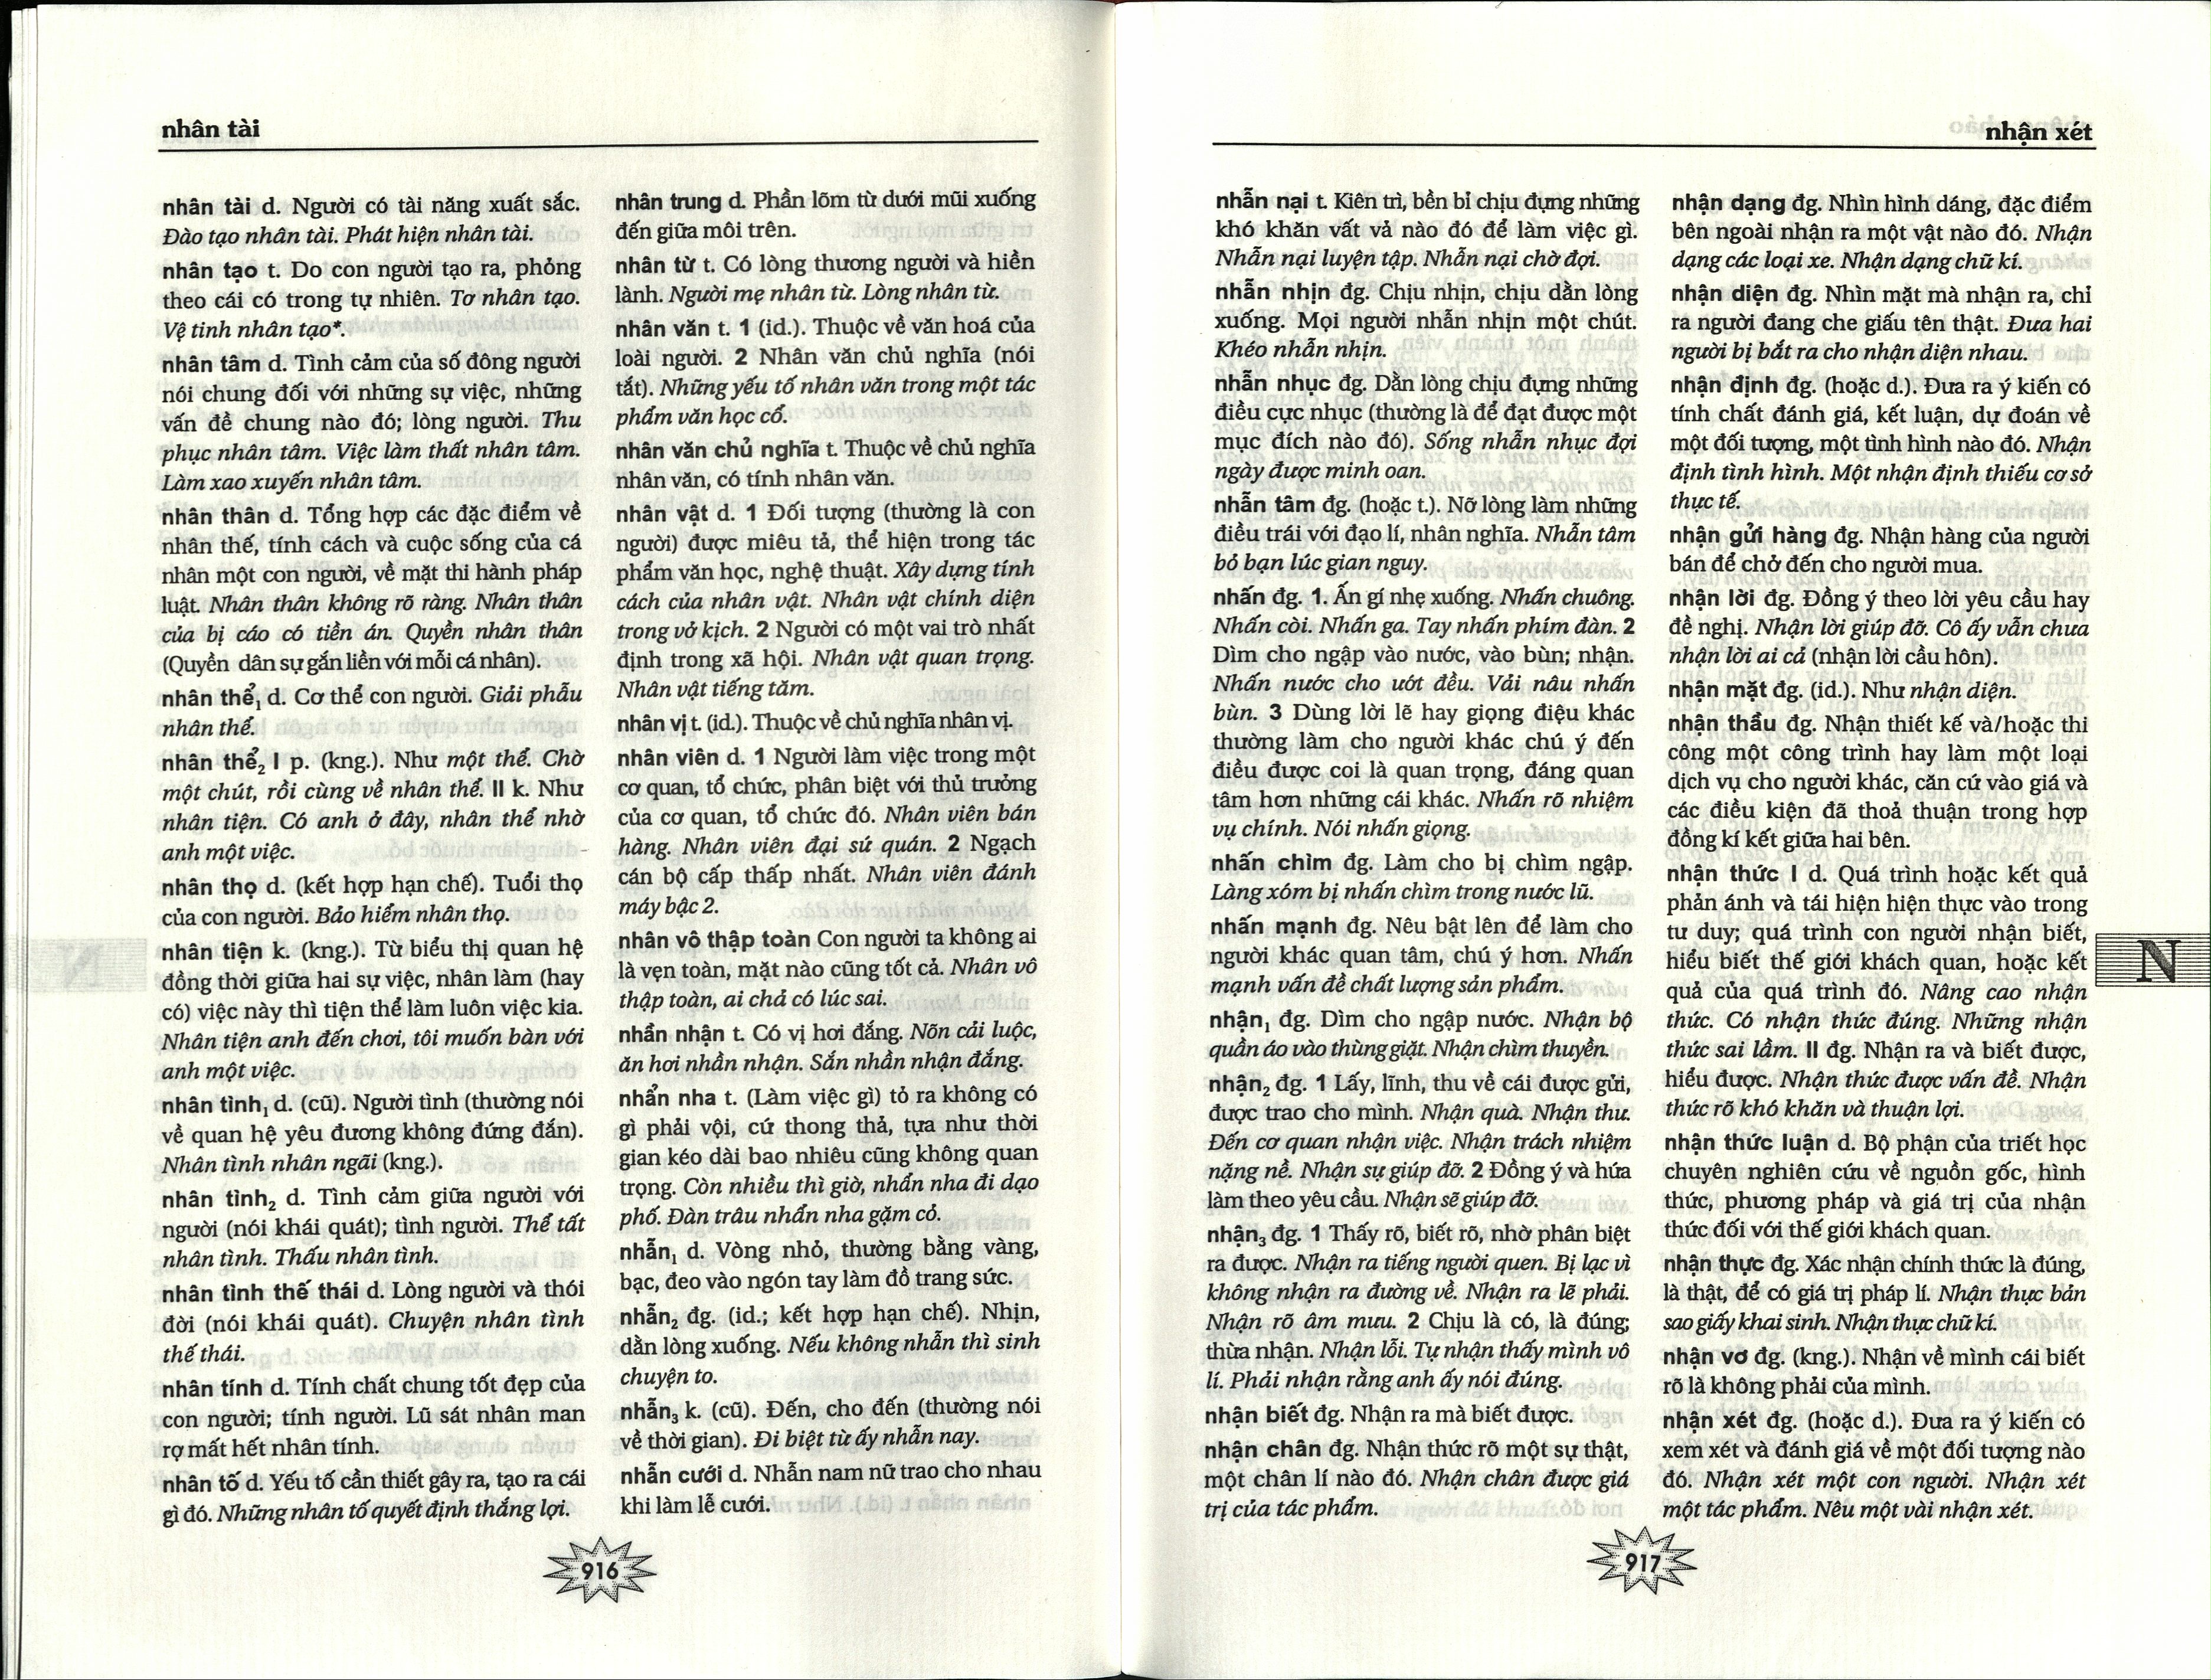 nhân tài
nhân tài d. Người có tài năng xuất sắc.
Đào tạo nhân tài. Phát hiện nhân tài.
nhân tạo t. Do con người tạo ra, phỏng
theo cái có trong tự nhiên. Tơ nhân tạo.
Vệ tinh nhân tạo*.
nhân tâm d. Tình cảm của số đông người
nói chung đối với những sự việc, những
vấn đề chung nào đó; lòng người. Thu
phục nhân tâm. Việc làm thất nhân tâm.
Làm xao xuyến nhân tâm.
nhân thân d. Tổng hợp các đặc điểm về
nhân thế, tính cách và cuộc sống của cá
nhân một con người, về mặt thi hành pháp
luật. Nhân thân không rõ ràng. Nhân thân
của bị cáo có tiền án. Quyền nhân thân
(Quyền dân sự gắn liền với mỗi cá nhân).
nhân thể₁ d. Cơ thể con người. Giải phẫu
nhận thể.
nhân thể₂ I p. (kng.). Như một thể. Chờ
một chút, rồi cùng về nhân thể. II k. Như
nhân tiện. Có anh ở đây, nhân thể nhờ
anh một việc.
nhân thọ d. (kết hợp hạn chế). Tuổi thọ
của con người. Bảo hiểm nhân thọ.
nhân tiện k. (kng.). Từ biểu thị quan hệ
đồng thời giữa hai sự việc, nhân làm (hay
có) việc này thì tiện thể làm luôn việc kia.
Nhân tiện anh đến chơi, tôi muốn bàn với
anh một việc.
nhân tình₁ d. (cũ). Người tình (thường nói
về quan hệ yêu đương không đứng đắn).
Nhân tình nhân ngãi (kng.).
nhân tình₂ d. Tình cảm giữa người với
người (nói khái quát); tình người. Thể tất
nhân tình. Thấu nhân tình.
nhân tình thế thái d. Lòng người và thói
đời (nói khái quát). Chuyện nhân tình
thế thái.
nhân tính d. Tính chất chung tốt đẹp của
con người; tính người. Lũ sát nhân man
rợ mất hết nhân tính.
nhân tố d. Yếu tố cần thiết gây ra, tạo ra cái
gì đó. Những nhân tố quyết định thắng lợi.
nhân trung d. Phần lõm từ dưới mũi xuống
đến giữa môi trên.
nhân từ t. Có lòng thương người và hiền
lành. Người mẹ nhân từ. Lòng nhân từ.
nhân văn t. 1 (id.). Thuộc về văn hoá của
loài người. 2 Nhân văn chủ nghĩa (nói
tắt). Những yếu tố nhân văn trong một tác
phẩm văn học cổ.
nhân văn chủ nghĩa t. Thuộc về chủ nghĩa
nhân văn, có tính nhân văn.
nhân vật d. 1 Đối tượng (thường là con
người) được miêu tả, thể hiện trong tác
phẩm văn học, nghệ thuật. Xây dựng tính
cách của nhân vật. Nhân vật chính diện
trong vở kịch. 2 Người có một vai trò nhất
định trong xã hội. Nhân vật quan trọng.
Nhân vật tiếng tăm.
nhân vị t. (id.). Thuộc về chủ nghĩa nhân vị.
nhân viên d. 1 Người làm việc trong một
cơ quan, tổ chức, phân biệt với thủ trưởng
của cơ quan, tổ chức đó. Nhân viên bán
hàng. Nhân viên đại sứ quán. 2 Ngạch
cán bộ cấp thấp nhất. Nhân viên đánh
máy bậc 2.
nhân vô thập toàn Con người ta không ai
là vẹn toàn, mặt nào cũng tốt cả. Nhân vô
thập toàn, ai chả có lúc sai.
nhần nhận t. Có vị hơi đắng. Nõn cải luộc,
ăn hơi nhần nhận. Sắn nhần nhận đắng.
nhẩn nha t. (Làm việc gì) tỏ ra không có
gì phải vội, cứ thong thả, tựa như thời
gian kéo dài bao nhiêu cũng không quan
trọng. Còn nhiều thì giờ, nhẩn nha đi dạo
phố. Đàn trâu nhẩn nha gặm cỏ.
nhẫn₁ d. Vòng nhỏ, thường bằng vàng,
bạc, đeo vào ngón tay làm đồ trang sức.
nhẫn₂ đg. (id.; kết hợp hạn chế). Nhịn,
dằn lòng xuống. Nếu không nhẫn thì sinh
chuyện to.
nhẫn₃ k. (cũ). Đến, cho đến (thường nói
về thời gian). Đi biệt từ ấy nhẫn nay.
nhẫn cưới d. Nhẫn nam nữ trao cho nhau
khi làm lễ cưới.
916
nhận xét
nhẫn nại t. Kiên trì, bền bỉ chịu đựng những
khó khăn vất vả nào đó để làm việc gì.
Nhẫn nại luyện tập. Nhẫn nại chờ đợi.
nhẫn nhịn đg. Chịu nhịn, chịu dằn lòng
xuống. Mọi người nhẫn nhịn một chút.
Khéo nhẫn nhịn.
nhẫn nhục đg. Dằn lòng chịu đựng những
điều cực nhục (thường là để đạt được một
mục đích nào đó). Sống nhẫn nhục đợi
ngày được minh oan.
nhẫn tâm đg. (hoặc t.). Nỡ lòng làm những
điều trái với đạo lí, nhân nghĩa. Nhẫn tâm
bỏ bạn lúc gian nguy.
nhấn đg. 1. Ấn gí nhẹ xuống. Nhấn chuông.
Nhấn còi. Nhấn ga. Tay nhấn phím đàn. 2
Dìm cho ngập vào nước, vào bùn; nhận.
Nhấn nước cho ướt đều. Vải nâu nhấn
bùn. 3 Dùng lời lẽ hay giọng điệu khác
thường làm cho người khác chú ý đến
điều được coi là quan trọng, đáng quan
tâm hơn những cái khác. Nhấn rõ nhiệm
vụ chính. Nói nhấn giọng.
nhấn chìm đg. Làm cho bị chìm ngập.
Làng xóm bị nhấn chìm trong nước lũ.
nhấn mạnh đg. Nêu bật lên để làm cho
người khác quan tâm, chú ý hơn. Nhấn
mạnh vấn đề chất lượng sản phẩm.
nhận₁ đg. Dìm cho ngập nước. Nhận bộ
quần áo vào thùng giặt. Nhận chìm thuyền.
nhận₂ đg. 1 Lấy, lĩnh, thu về cái được gửi,
được trao cho mình. Nhận quà. Nhận thư.
Đến cơ quan nhận việc. Nhận trách nhiệm
nặng nề. Nhận sự giúp đỡ. 2 Đồng ý và hứa
làm theo yêu cầu. Nhận sẽ giúp đỡ.
nhận₃ đg. 1 Thấy rõ, biết rõ, nhờ phân biệt
ra được. Nhận ra tiếng người quen. Bị lạc vì
không nhận ra đường về. Nhận ra lẽ phải.
Nhận rõ âm mưu. 2 Chịu là có, là đúng;
thừa nhận. Nhận lỗi. Tự nhận thấy mình vô
lí. Phải nhận rằng anh ấy nói đúng.
nhận biết đg. Nhận ra mà biết được.
nhận chân đg. Nhận thức rõ một sự thật,
một chân lí nào đó. Nhận chân được giá
trị của tác phẩm.
nhận dạng đg. Nhìn hình dáng, đặc điểm
bên ngoài nhận ra một vật nào đó. Nhận
dạng các loại xe. Nhận dạng chữ kí.
nhận diện đg. Nhìn mặt mà nhận ra, chỉ
ra người đang che giấu tên thật. Đưa hai
người bị bắt ra cho nhận diện nhau.
nhận định đg. (hoặc d.). Đưa ra ý kiến có
tính chất đánh giá, kết luận, dự đoán về
một đối tượng, một tình hình nào đó. Nhận
định tình hình. Một nhận định thiếu cơ sở
thực tế.
nhận gửi hàng đg. Nhận hàng của người
bán để chở đến cho người mua.
nhận lời đg. Đồng ý theo lời yêu cầu hay
đề nghị. Nhận lời giúp đỡ. Cô ấy vẫn chưa
nhận lời ai cả (nhận lời cầu hôn).
nhận mặt đg. (id.). Như nhận diện.
nhận thầu đg. Nhận thiết kế và/hoặc thi
công một công trình hay làm một loại
dịch vụ cho người khác, căn cứ vào giá và
các điều kiện đã thoả thuận trong hợp
đồng kí kết giữa hai bên.
nhận thức I d. Quá trình hoặc kết quả
phản ánh và tái hiện hiện thực vào trong
tư duy; quá trình con người nhận biết,
hiểu biết thế giới khách quan, hoặc kết
quả của quá trình đó. Nâng cao nhận
thức. Có nhận thức đúng. Những nhận
thức sai lầm. II đg. Nhận ra và biết được,
hiểu được. Nhận thức được vấn đề. Nhận
thức rõ khó khăn và thuận lợi.
nhận thức luận d. Bộ phận của triết học
chuyên nghiên cứu về nguồn gốc, hình
thức, phương pháp và giá trị của nhận
thức đối với thế giới khách quan.
nhận thực đg. Xác nhận chính thức là đúng,
là thật, để có giá trị pháp lí. Nhận thực bản
sao giấy khai sinh. Nhận thực chữ kí.
nhận vơ đg. (kng.). Nhận về mình cái biết
rõ là không phải của mình.
nhận xét đg. (hoặc d.). Đưa ra ý kiến có
xem xét và đánh giá về một đối tượng nào
đó. Nhận xét một con người. Nhận xét
một tác phẩm. Nêu một vài nhận xét.
N
917